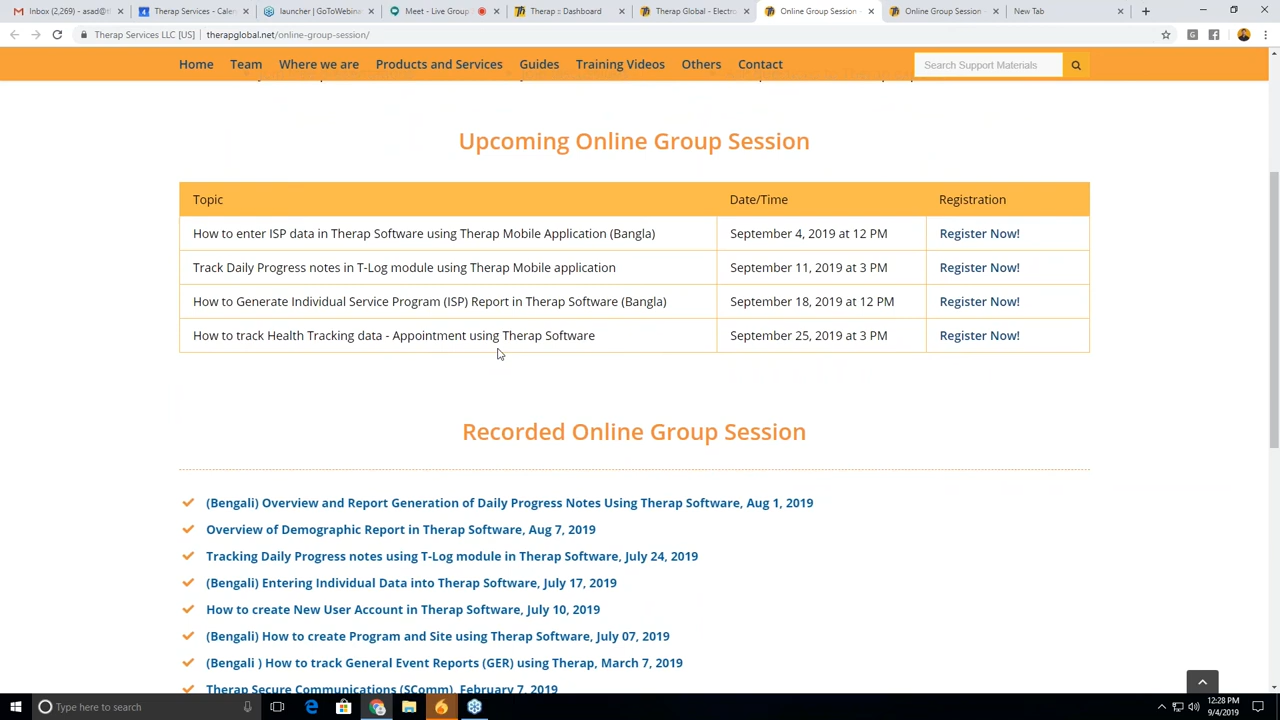 Inbox (2,269) - asad@t
Therap Services - Calen
launcher | GoToWebina
Meet - Live Group
Therap :: Dashboard
Therap Global - Electro
Online Group Session
Online Group Session -
New Tab
Therap Services LLC [US] | therapglobal.net/online-group-session/
Home Team Where we are Products and Services Guides Training Videos Others Contact
Search Support Materials
Upcoming Online Group Session
Topic Date/Time Registration
How to enter ISP data in Therap Software using Therap Mobile Application (Bangla) September 4, 2019 at 12 PM Register Now!
Track Daily Progress notes in T-Log module using Therap Mobile application September 11, 2019 at 3 PM Register Now!
How to Generate Individual Service Program (ISP) Report in Therap Software (Bangla) September 18, 2019 at 12 PM Register Now!
How to track Health Tracking data - Appointment using Therap Software September 25, 2019 at 3 PM Register Now!
Recorded Online Group Session
(Bengali) Overview and Report Generation of Daily Progress Notes Using Therap Software, Aug 1, 2019
Overview of Demographic Report in Therap Software, Aug 7, 2019
Tracking Daily Progress notes using T-Log module in Therap Software, July 24, 2019
(Bengali) Entering Individual Data into Therap Software, July 17, 2019
How to create New User Account in Therap Software, July 10, 2019
(Bengali) How to create Program and Site using Therap Software, July 07, 2019
(Bengali ) How to track General Event Reports (GER) using Therap, March 7, 2019
Therap Secure Communications (SComm), February 7, 2019
Type here to search
12:28 PM
9/4/2019